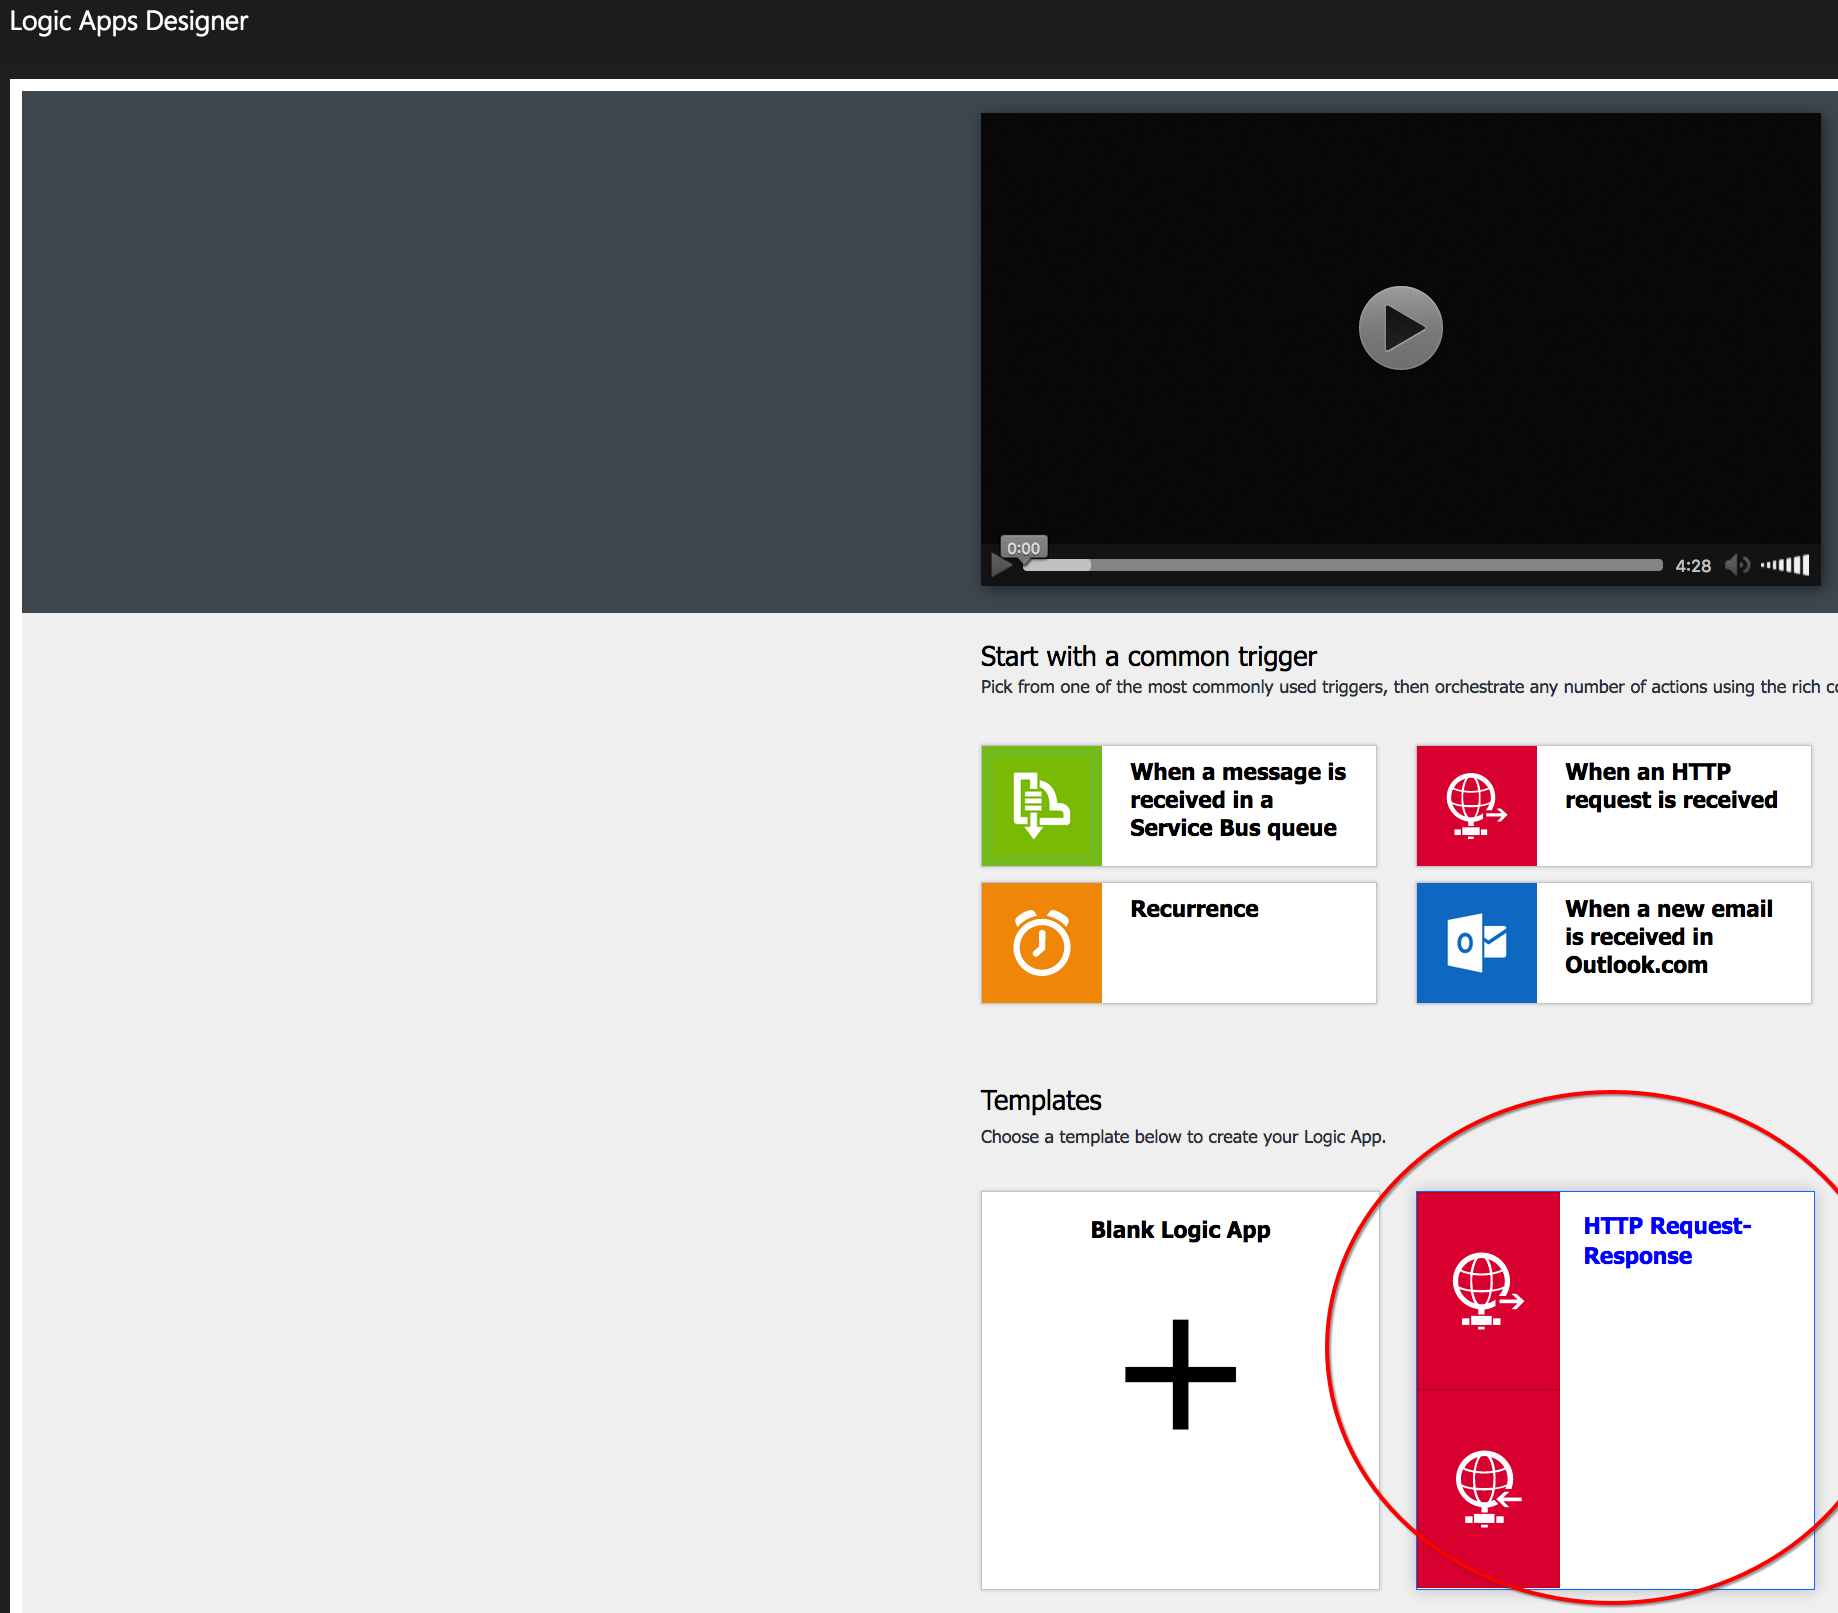 Logic Apps Designer
0:00
4:28
Start with a common trigger
Pick from one of the most commonly used triggers, then orchestrate any number of actions using the rich
When a message is
received in a
Service Bus queue
When an HTTP
request is received
Recurrence
When a new email
is received in
Outlook.com
Templates
Choose a template below to create your Logic App.
Blank Logic App
HTTP Request-
Response